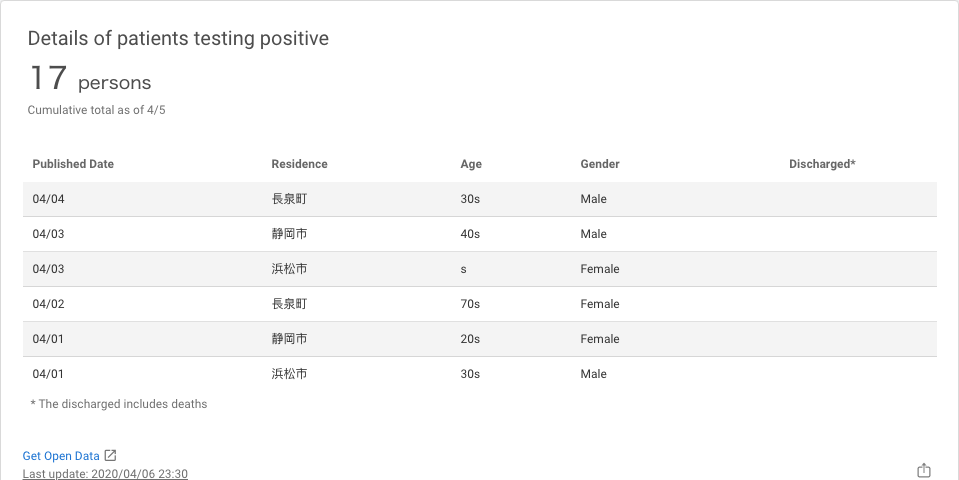 Details of patients testing positive
17 persons
Cumulative total as of 4/5
Published Date Residence Age Gender Discharged*
04/04 長泉町 30s Male
04/03 静岡市 40s Male
04/03 浜松市 s Female
04/02 長泉町 70s Female
04/01 静岡市 20s Female
04/01 浜松市 30s Male
* The discharged includes deaths
Get Open Data
Last update: 2020/04/06 23:30